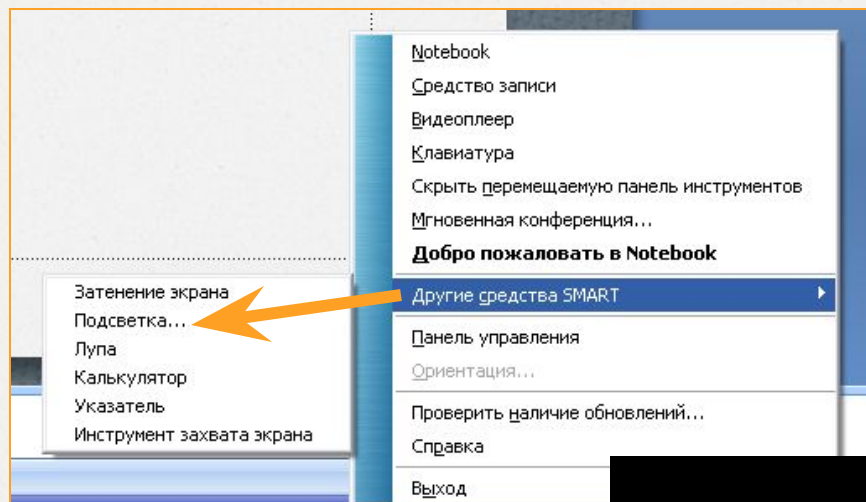 Notebook
Средство записи
Видеоплеер
Клавиатура
Скрыть перемещаемую панель инструментов
Мгновенная конференция...
Добро пожаловать в Notebook
Другие средства SMART
Панель управления
Ориентация...
Проверить наличие обновлений...
Справка
Выход
Затенение экрана
Подсветка...
Лупа
Калькулятор
Указатель
Инструмент захвата экрана